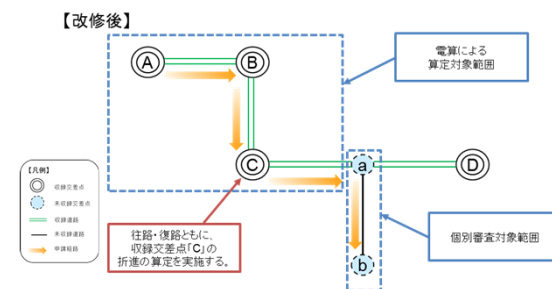 【改修後】
電算による
算定対象範囲
A
B
C
a
D
b
【凡例】
収録交差点
未収録交差点
収録道路
未収録道路
申請経路
往路・復路ともに、
収録交差点「C」の
折進の算定を実施する。
個別審査対象範囲